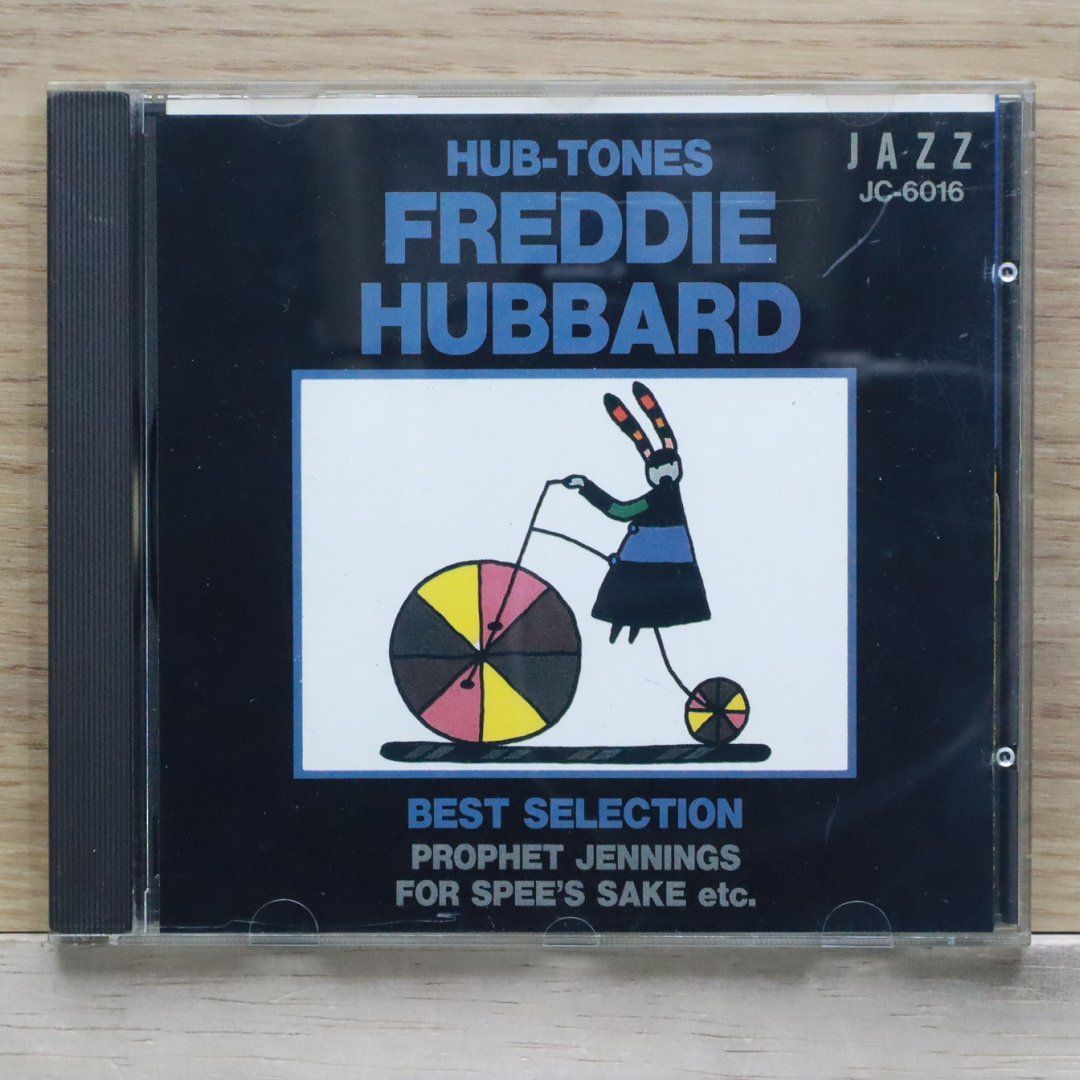 HUB-TONES
FREDDIE
HUBBARD
JAZZ
JC-6016
BEST SELECTION
PROPHET JENNINGS
FOR SPEE'S SAKE etc.